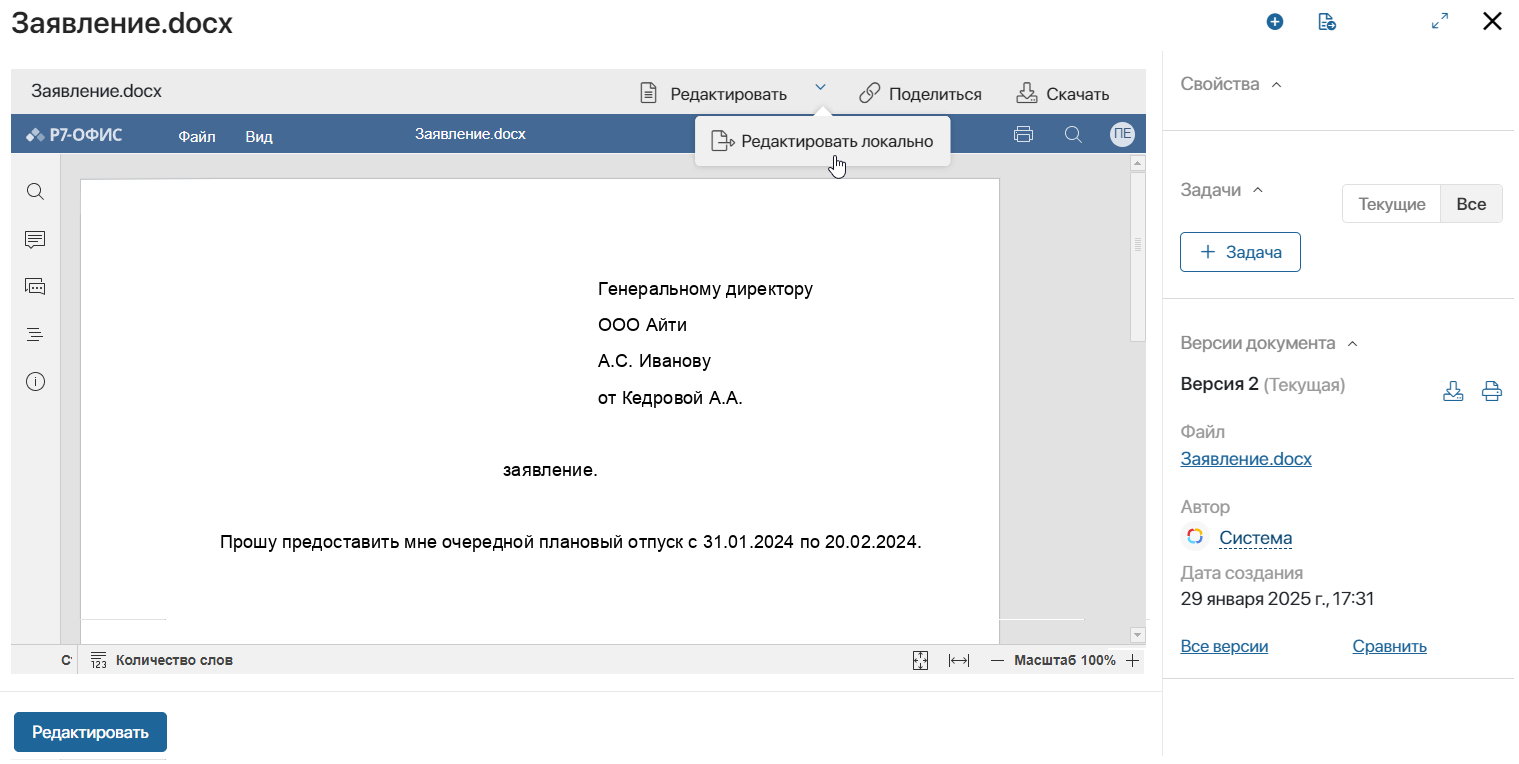 Заявление.docx
Заявление.docx
Редактировать
Поделиться
Скачать
Р7-ОФИС
Файл
Вид
Заявление.docx
ПЕ
Редактировать локально
Генеральному директору
ООО Айти
А.С. Иванову
от Кедровой А.А.
заявление.
Прошу предоставить мне очередной плановый отпуск с 31.01.2024 по 20.02.2024.
123
Количество слов
Масштаб 100%
Редактировать
Свойства
Задачи
Текущие
Все
+ Задача
Версии документа
Версия 2 (Текущая)
Файл
Заявление.docx
Автор
Система
Дата создания
29 января 2025 г., 17:31
Все версии
Сравнить